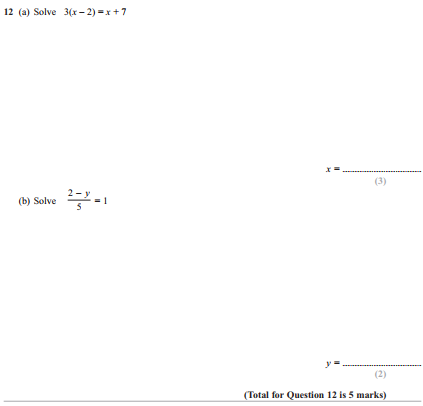 12 (a) Solve 3(x – 2) = x + 7
x = ........................................
(3)
(b) Solve (2 – y)/5 = 1
y = ........................................
(2)
(Total for Question 12 is 5 marks)